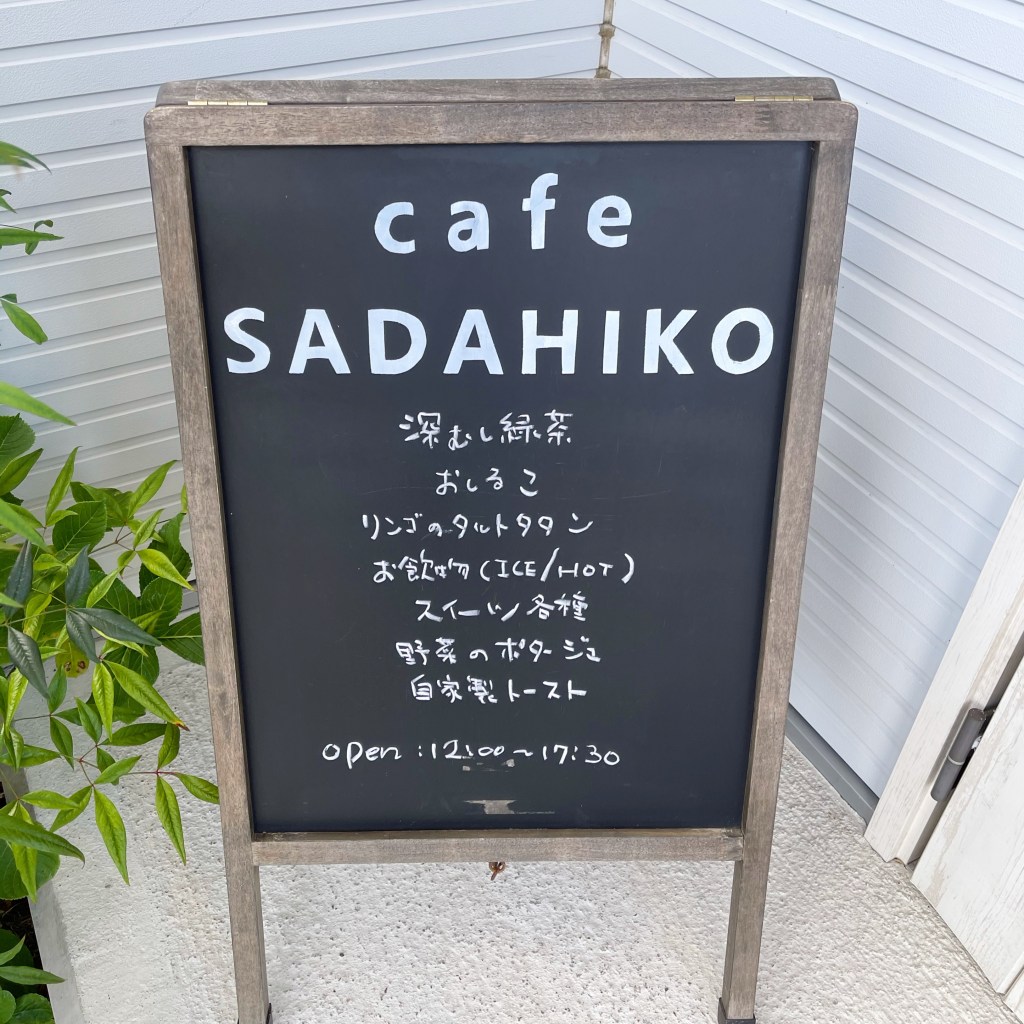 cafe
SADAHIKO
深むし緑茶
おしるこ
リンゴのタルトタタン
お飲み物(ICE/HOT)
スイーツ各種
野菜のポタージュ
自家製トースト
open:12:00~17:30